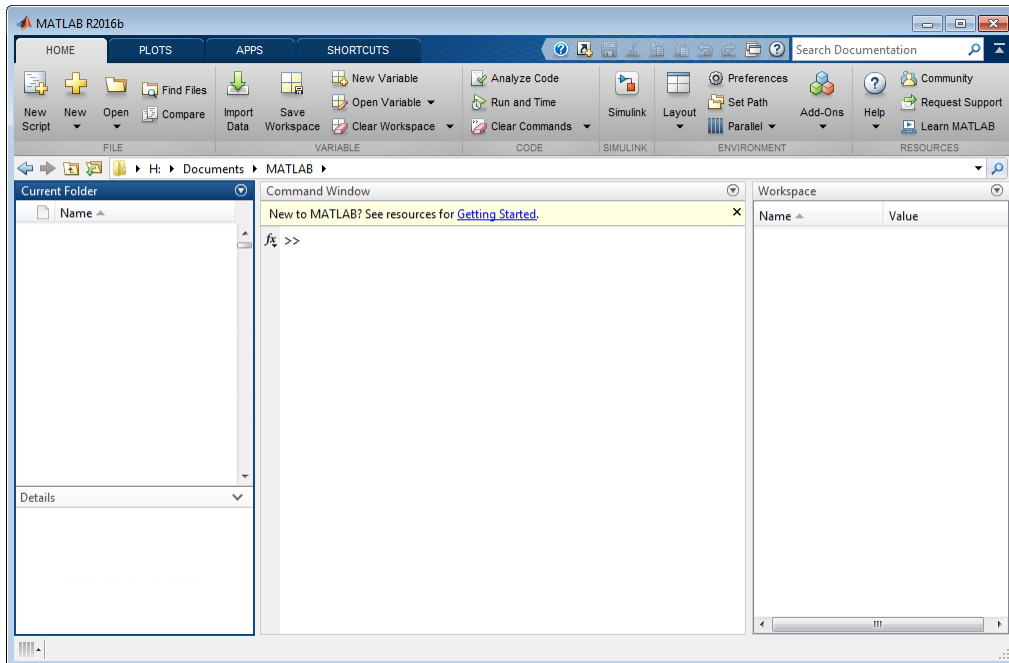 MATLAB R2016b
HOME PLOTS APPS SHORTCUTS Search Documentation
New Script
New
Open
Find Files
Compare
FILE
Import Data
Save Workspace
New Variable
Open Variable
Clear Workspace
VARIABLE
Analyze Code
Run and Time
Clear Commands
CODE
Simulink
SIMULINK
Layout
Preferences
Set Path
Parallel
Add-Ons
ENVIRONMENT
Help
Community
Request Support
Learn MATLAB
RESOURCES
H: Documents MATLAB
Current Folder
Name
Details
Command Window
New to MATLAB? See resources for Getting Started.
fx >>
Workspace
Name Value